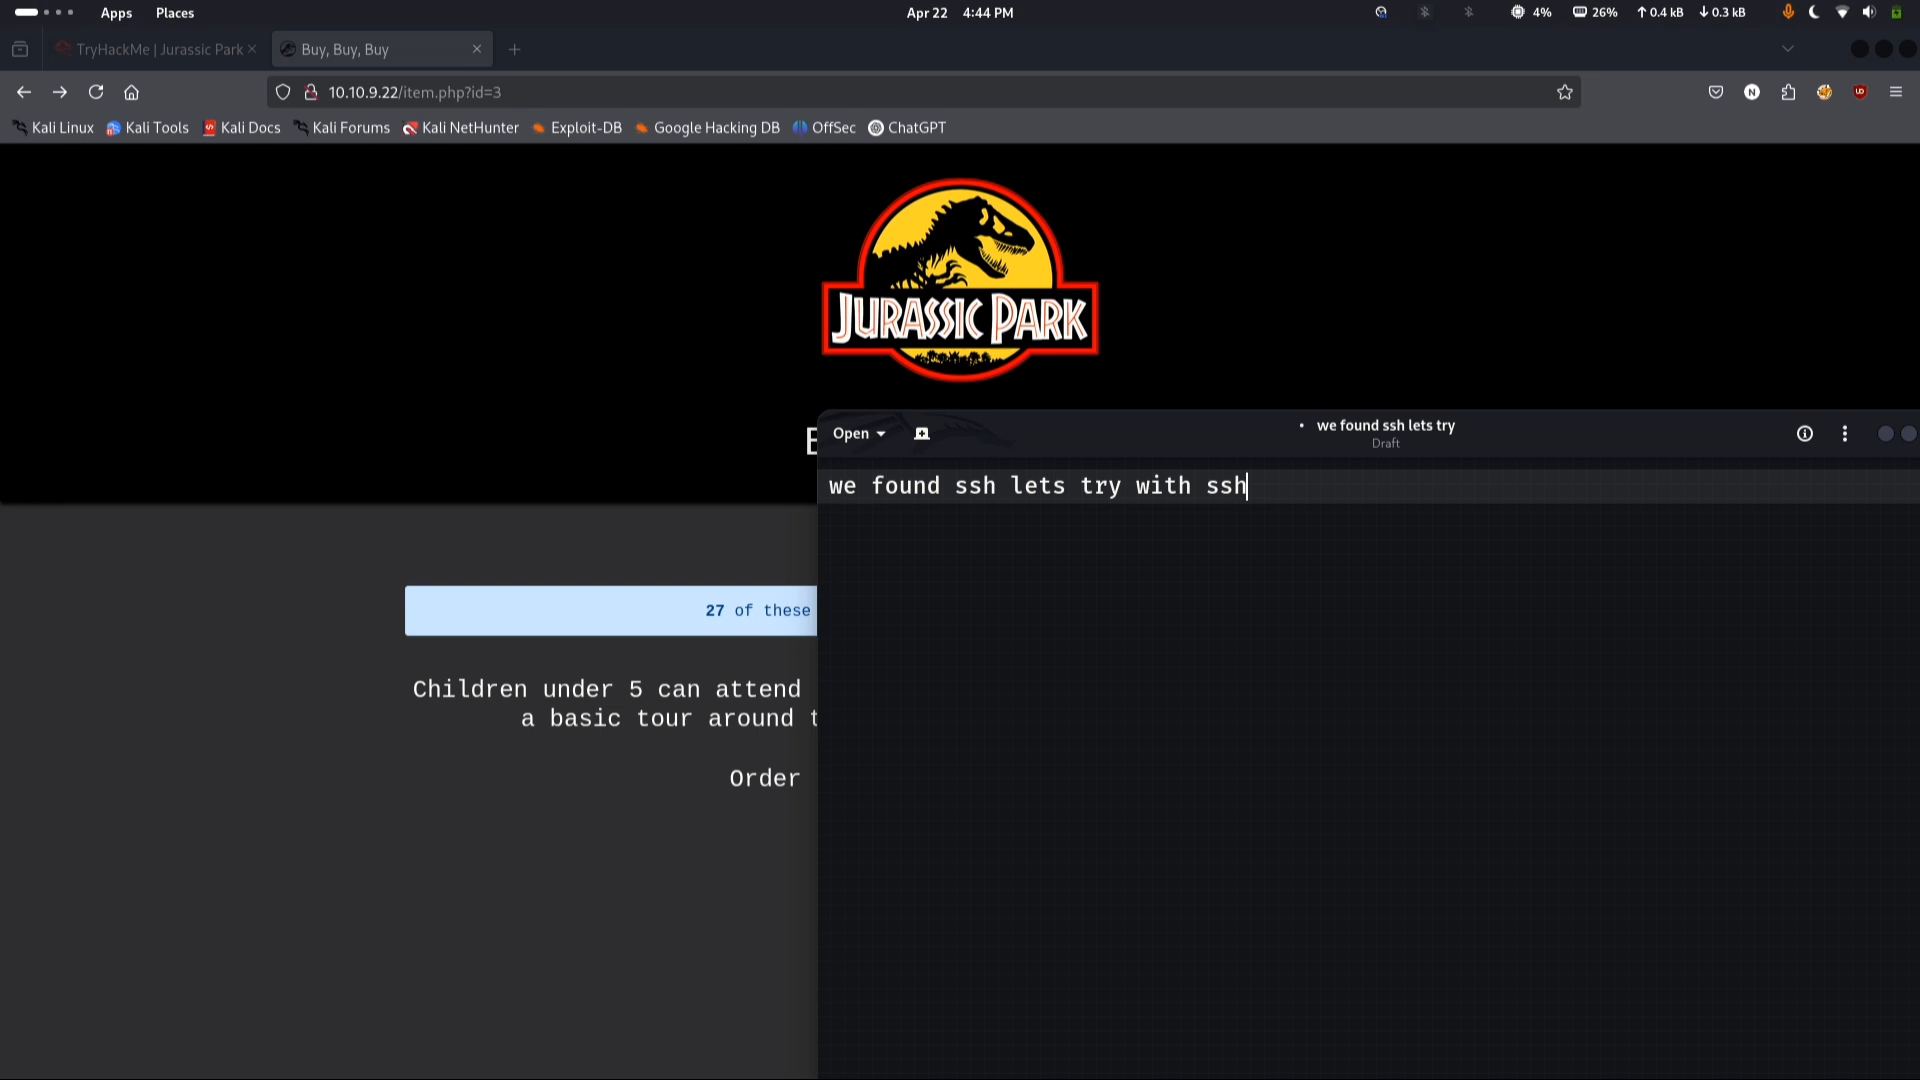 Apps Places Apr 22 4:44 PM 4% 26% 0.4 kB 0.3 kB
TryHackMe | Jurassic Park Buy, Buy, Buy
10.10.9.22/item.php?id=3
Kali Linux Kali Tools Kali Docs Kali Forums Kali NetHunter Exploit-DB Google Hacking DB OffSec ChatGPT
JURASSIC PARK
Open we found ssh lets try
Draft
we found ssh lets try with ssh
27 of these
Children under 5 can attend
a basic tour around t
Order